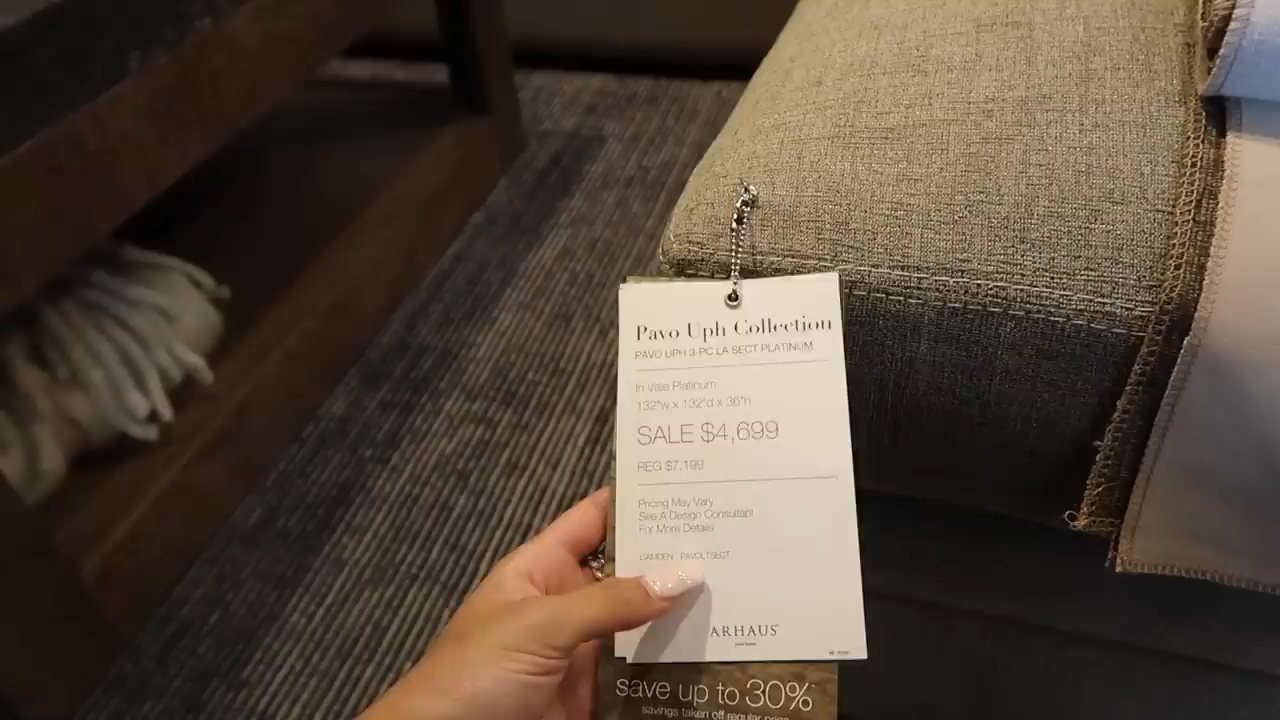 Pavo Uph Collection
PAVO UPH 3-PC LA SECT PLATINUM
In Vale Platinum
132"w x 132"d x 36"h
SALE $4,699
REG $7,199
Pricing May Vary
See A Design Consultant
For More Details
CAMDEN - PAVOLTSECT
ARHAUS
your home
save up to 30%
savings taken off regular price